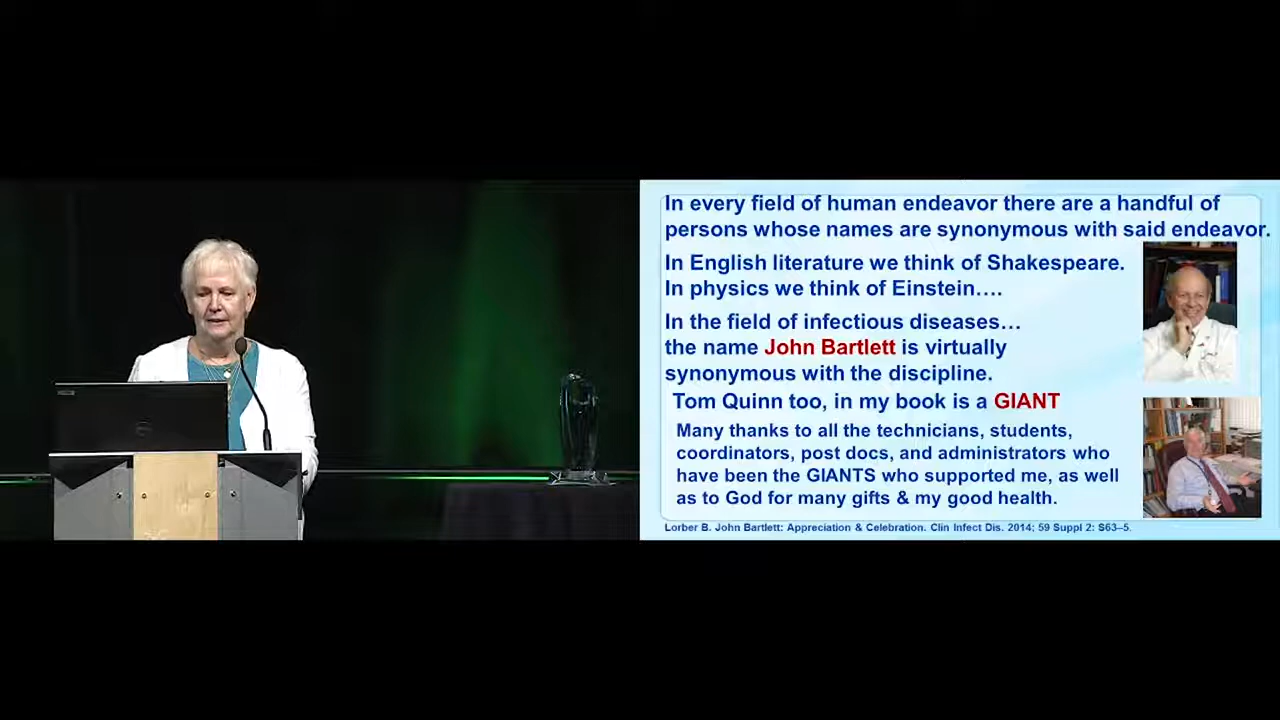 In every field of human endeavor there are a handful of
persons whose names are synonymous with said endeavor.
In English literature we think of Shakespeare.
In physics we think of Einstein….
In the field of infectious diseases…
the name John Bartlett is virtually
synonymous with the discipline.
Tom Quinn too, in my book is a GIANT
Many thanks to all the technicians, students,
coordinators, post docs, and administrators who
have been the GIANTS who supported me, as well
as to God for many gifts & my good health.
Lorber B. John Bartlett: Appreciation & Celebration. Clin Infect Dis. 2014; 59 Suppl 2: S63–5.